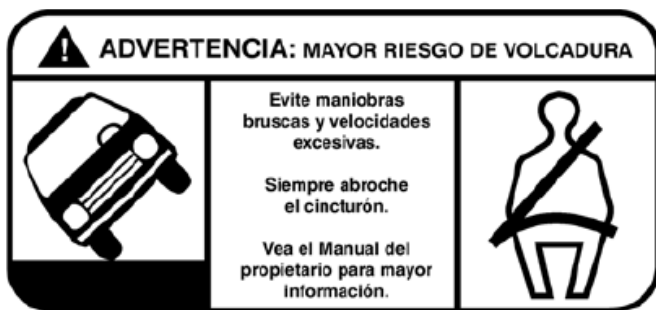 ADVERTENCIA: MAYOR RIESGO DE VOLCADURA
Evite maniobras
bruscas y velocidades
excesivas.
Siempre abroche
el cincturón.
Vea el Manual del
propietario para mayor
información.